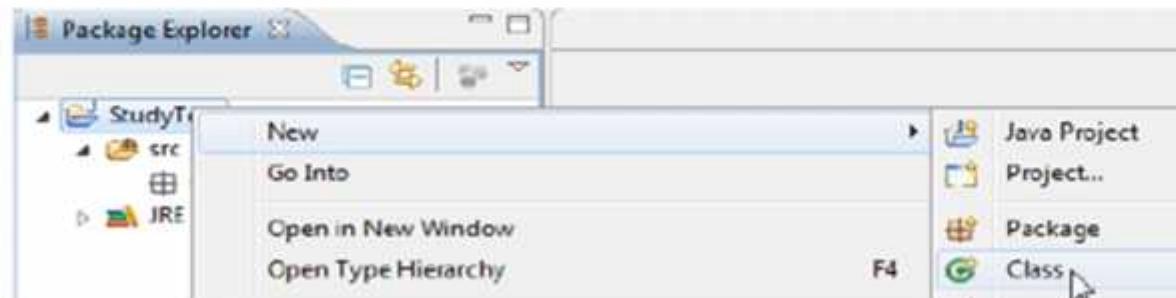 Package Explorer
StudyT
New
Java Project
src
Go Into
Project...
JRE
Open in New Window
Package
Open Type Hierarchy F4
Class